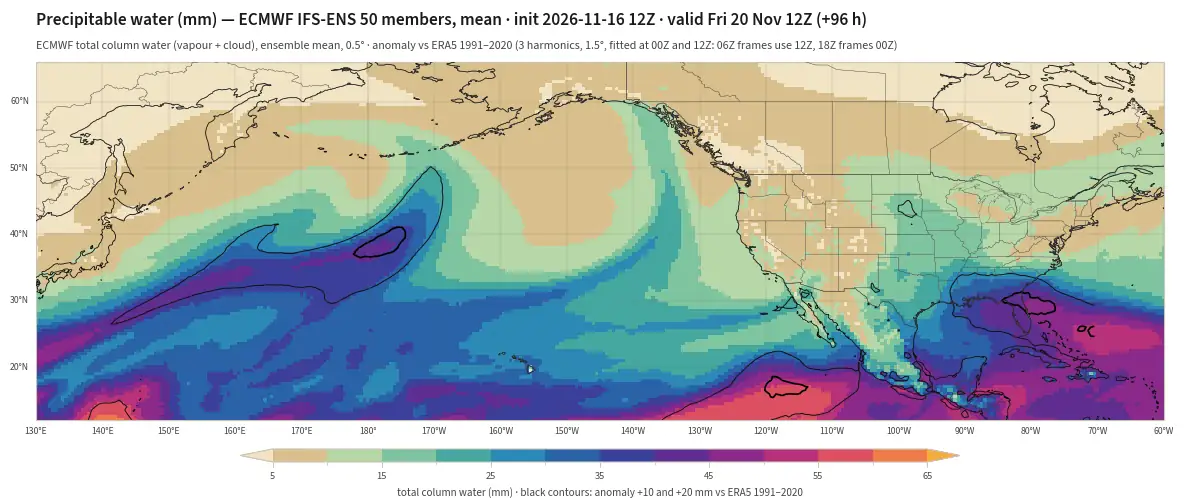 Precipitable water (mm) — ECMWF IFS-ENS 50 members, mean · init 2026-11-16 12Z · valid Fri 20 Nov 12Z (+96 h)
ECMWF total column water (vapour + cloud), ensemble mean, 0.5° · anomaly vs ERA5 1991–2020 (3 harmonics, 1.5°, fitted at 00Z and 12Z: 06Z frames use 12Z, 18Z frames 00Z)
60°N
50°N
40°N
30°N
20°N
130°E 140°E 150°E 160°E 170°E 180° 170°W 160°W 150°W 140°W 130°W 120°W 110°W 100°W 90°W 80°W 70°W 60°W
5 15 25 35 45 55 65
total column water (mm) · black contours: anomaly +10 and +20 mm vs ERA5 1991–2020